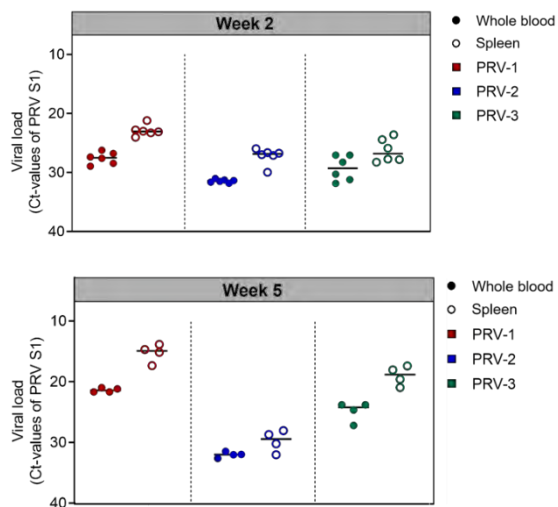 Week 2
Viral load
(Ct-values of PRV S1)
10
20
30
40
Whole blood
Spleen
PRV-1
PRV-2
PRV-3
Week 5
Viral load
(Ct-values of PRV S1)
10
20
30
40
Whole blood
Spleen
PRV-1
PRV-2
PRV-3